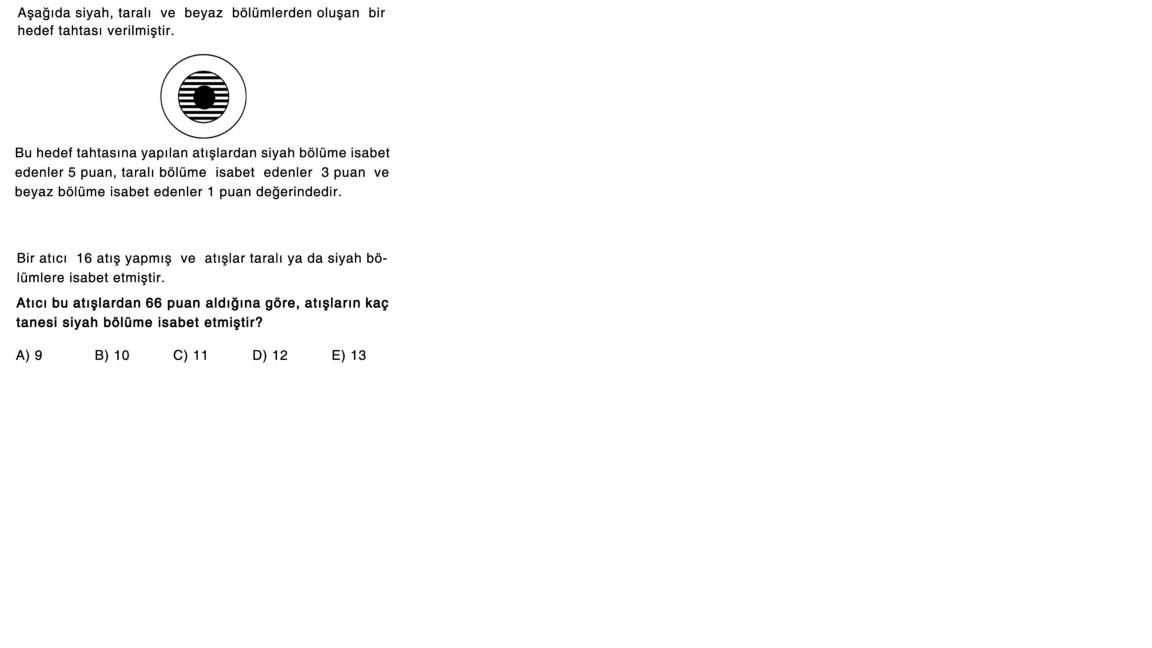 Aşağıda siyah, taralı ve beyaz bölümlerden oluşan bir
hedef tahtası verilmiştir.
Bu hedef tahtasına yapılan atışlardan siyah bölüme isabet
edenler 5 puan, taralı bölüme isabet edenler 3 puan ve
beyaz bölüme isabet edenler 1 puan değerindedir.
Bir atıcı 16 atış yapmış ve atışlar taralı ya da siyah bö-
lümlere isabet etmiştir.
Atıcı bu atışlardan 66 puan aldığına göre, atışların kaç
tanesi siyah bölüme isabet etmiştir?
A) 9 B) 10 C) 11 D) 12 E) 13